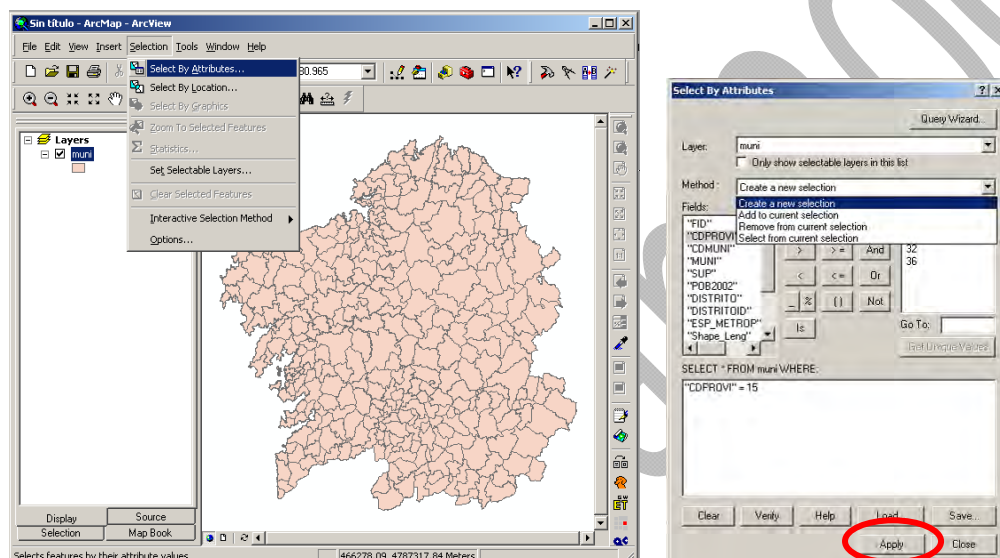 Sin título - ArcMap - ArcView
File Edit View Insert Selection Tools Window Help
Select By Attributes...
Select By Location...
Select By Graphics
Zoom To Selected Features
Statistics...
Set Selectable Layers...
Clear Selected Features
Interactive Selection Method
Options...
Layers
muni
Display
Source
Selection
Map Book
Selects features by their attribute values
466278.09 4787317.84 Meters
Select By Attributes
Query Wizard...
Layer:
muni
Only show selectable layers in this list
Method :
Create a new selection
Create a new selection
Add to current selection
Remove from current selection
Select from current selection
Fields:
"FID"
"CDPROVI"
"CDMUNI"
"MUNI"
"SUP"
"POB2002"
"DISTRITO"
"DISTRITOID"
"ESP_METROP"
"Shape_Leng"
> >= And
< <= Or
_ % () Not
Is
32
36
Go To:
Get Unique Values
SELECT * FROM muni WHERE:
"CDPROVI" = 15
Clear Verify Help Load... Save...
Apply Close